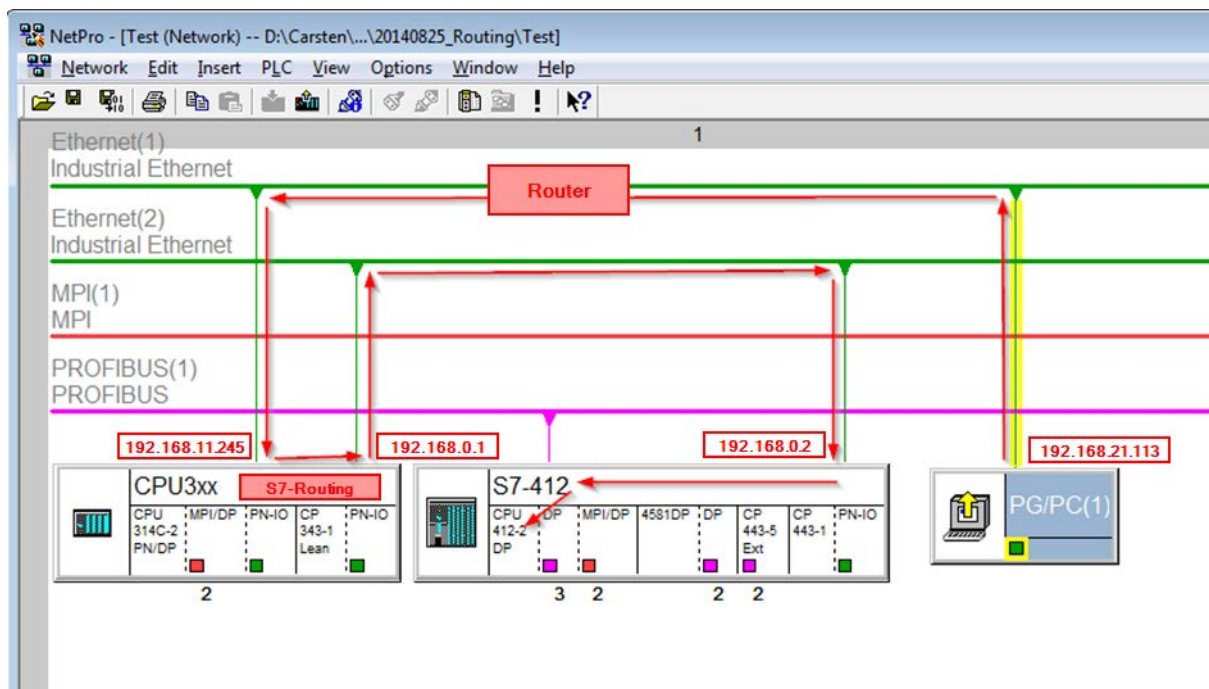 NetPro - [Test (Network) -- D:\Carsten\...\20140825_Routing\Test]
Network Edit Insert PLC View Options Window Help
1
Ethernet(1)
Industrial Ethernet
Router
Ethernet(2)
Industrial Ethernet
MPI(1)
MPI
PROFIBUS(1)
PROFIBUS
192.168.11.245
192.168.0.1
192.168.0.2
192.168.21.113
CPU3xx
S7-Routing
CPU
314C-2
PN/DP
MPI/DP
PN-IO
CP
343-1
Lean
PN-IO
2
S7-412
CPU
412-2
DP
DP
MPI/DP
4581DP
DP
CP
443-5
Ext
CP
443-1
PN-IO
3 2 2 2
PG/PC(1)